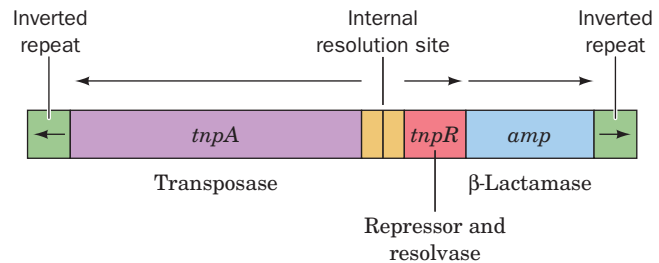 Inverted
repeat
Internal
resolution site
Inverted
repeat
tnpA
tnpR
amp
Transposase
β-Lactamase
Repressor and
resolvase